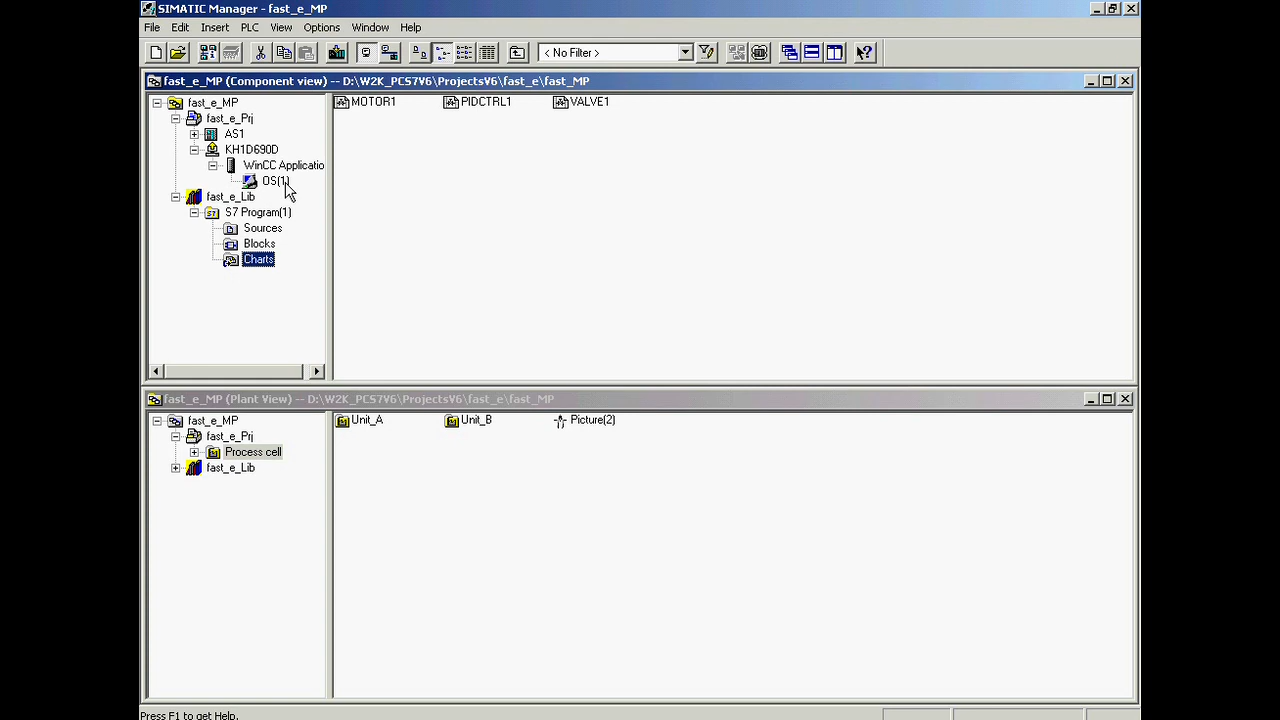 SIMATIC Manager - fast_e_MP
File Edit Insert PLC View Options Window Help
< No Filter >
fast_e_MP (Component view) -- D:\W2K_PCS7V6\ProjectsV6\fast_e\fast_MP
fast_e_MP
fast_e_Prj
AS1
KH1D690D
WinCC Applicatio
OS(1)
fast_e_Lib
S7 Program(1)
Sources
Blocks
Charts
MOTOR1 PIDCTRL1 VALVE1
fast_e_MP (Plant View) -- D:\W2K_PCS7V6\ProjectsV6\fast_e\fast_MP
fast_e_MP
fast_e_Prj
Process cell
fast_e_Lib
Unit_A Unit_B Picture(2)
Press F1 to get Help.